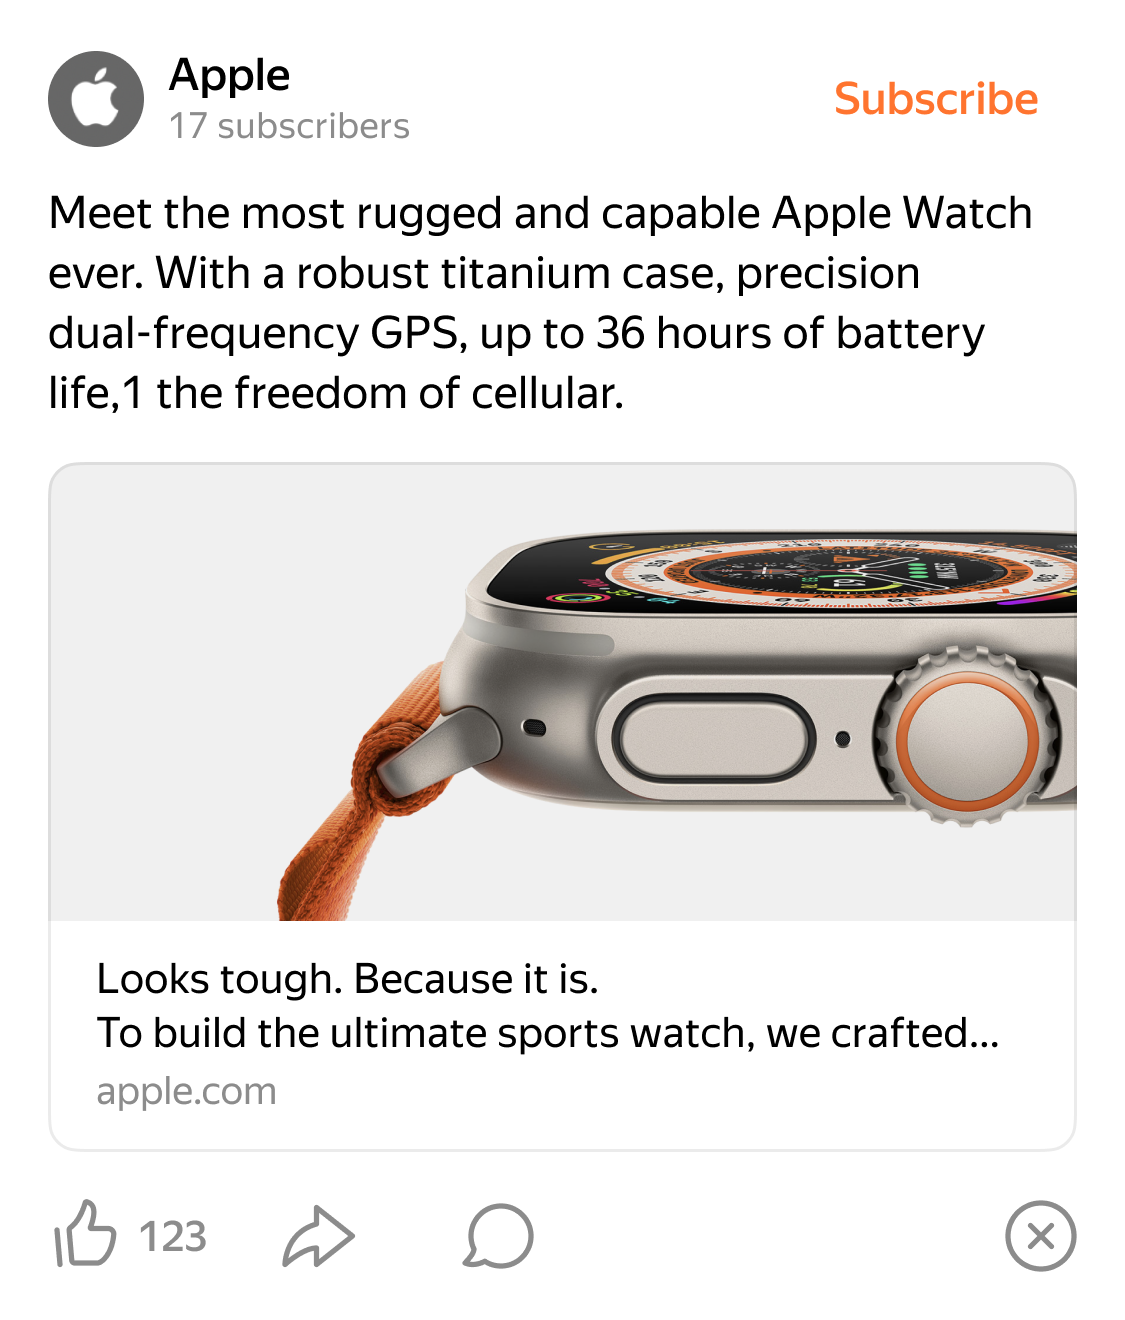 Apple
17 subscribers
Subscribe
Meet the most rugged and capable Apple Watch
ever. With a robust titanium case, precision
dual-frequency GPS, up to 36 hours of battery
life,1 the freedom of cellular.
Looks tough. Because it is.
To build the ultimate sports watch, we crafted...
apple.com
123